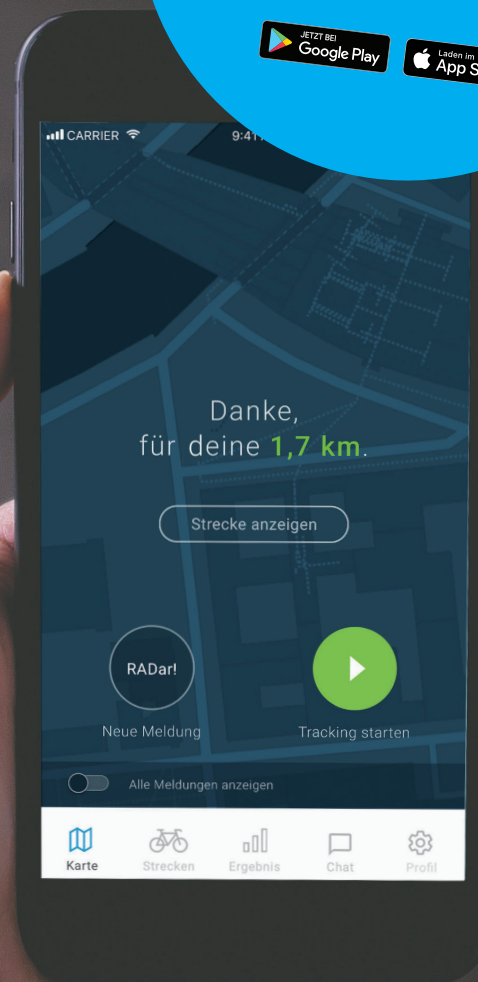 JETZT BEI
Google Play
Laden im
App S
CARRIER
9:41
Danke,
für deine 1,7 km.
Strecke anzeigen
RADar!
Neue Meldung
Tracking starten
Alle Meldungen anzeigen
Karte
Strecken
Ergebnis
Chat
Profil